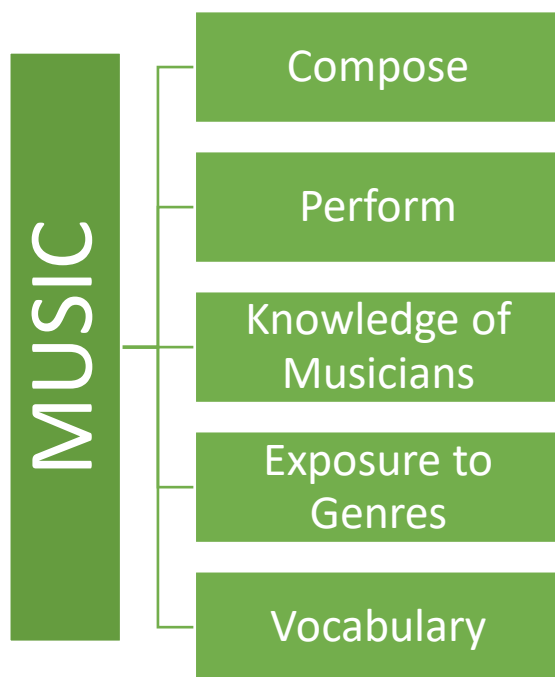 MUSIC
Compose
Perform
Knowledge of
Musicians
Exposure to
Genres
Vocabulary